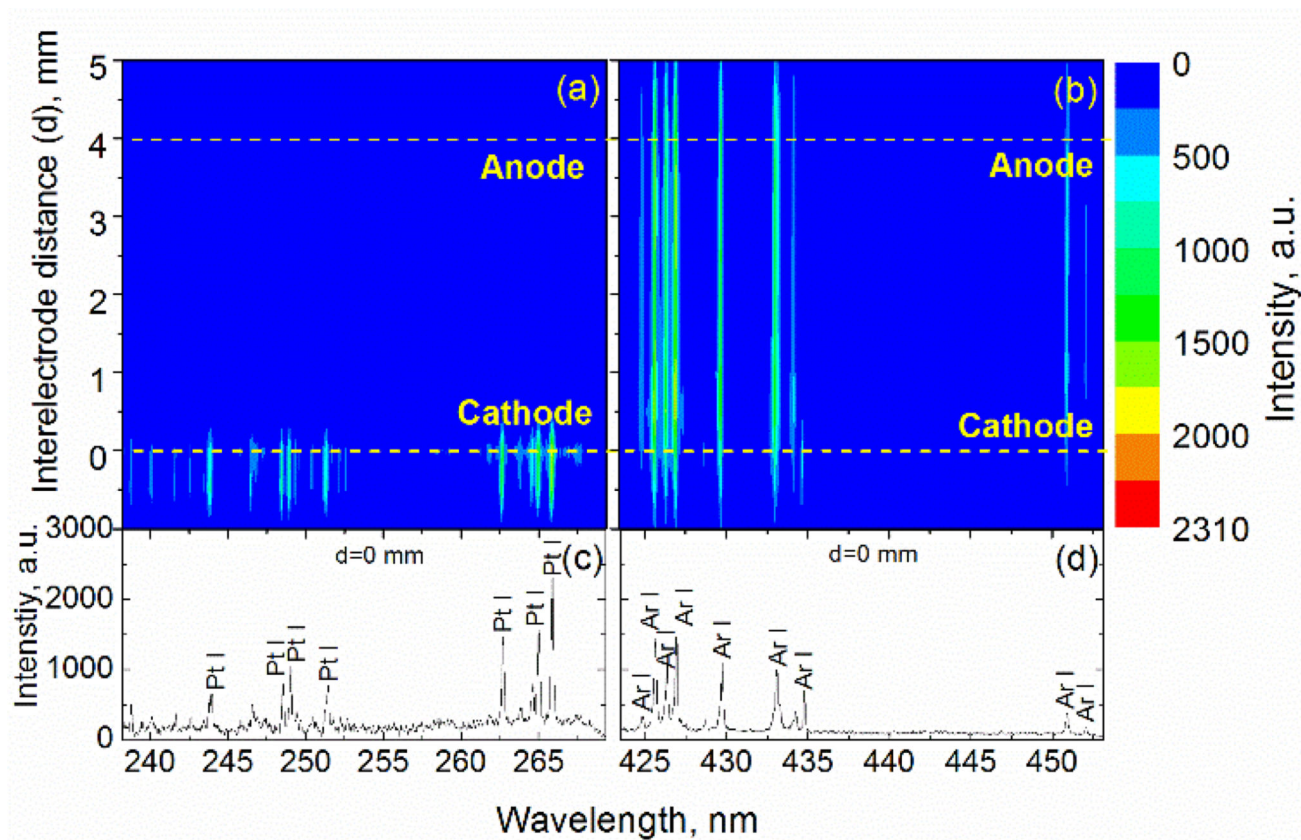 (a)
(b)
Interelectrode distance (d), mm
5
4
3
2
1
0
Anode
Anode
Cathode
Cathode
0
500
1000
1500
2000
2310
Intensity, a.u.
Intenstiy, a.u.
3000
2000
1000
0
d=0 mm
(c)
Pt I
Pt I
Pt I
Pt I
Pt I
Pt I
Pt I
d=0 mm
(d)
Ar I
Ar I
Ar I
Ar I
Ar I
Ar I
Ar I
Ar I
Ar I
240 245 250 255 260 265
425 430 435 440 445 450
Wavelength, nm